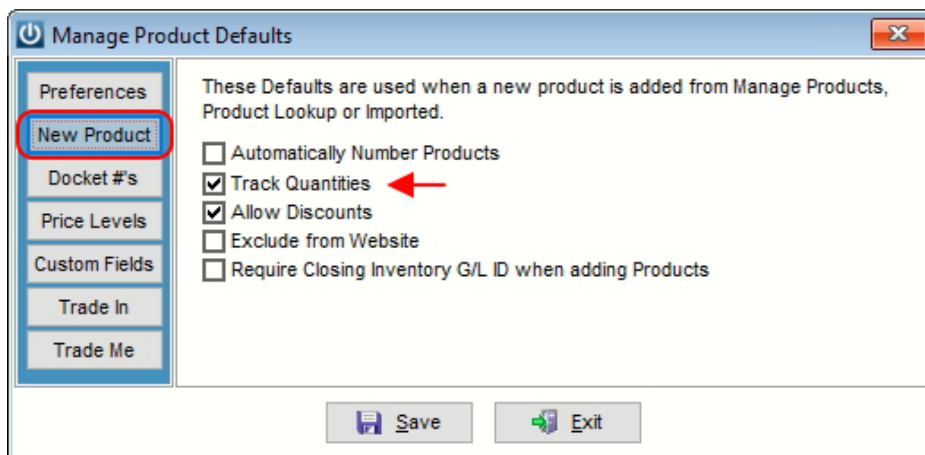 Manage Product Defaults
Preferences
New Product
Docket #'s
Price Levels
Custom Fields
Trade In
Trade Me
These Defaults are used when a new product is added from Manage Products,
Product Lookup or Imported.
Automatically Number Products
Track Quantities
Allow Discounts
Exclude from Website
Require Closing Inventory G/L ID when adding Products
Save
Exit